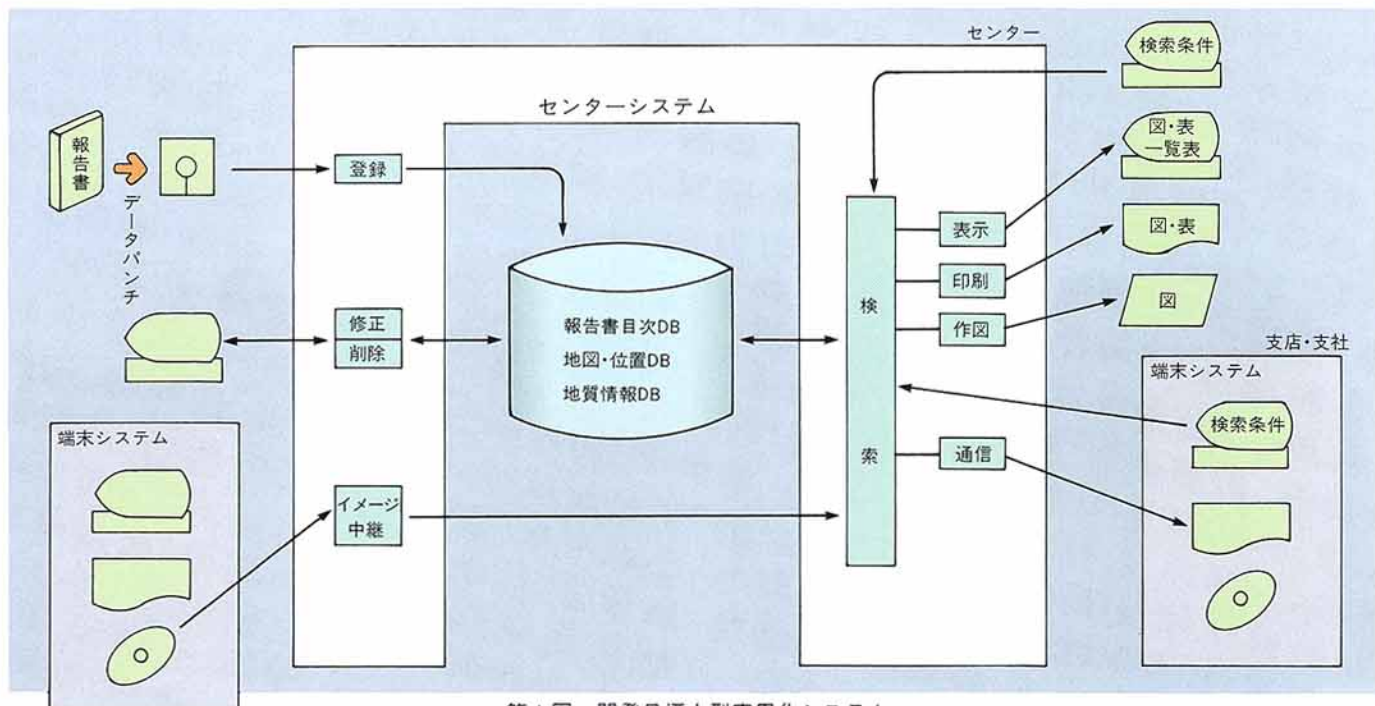 センター
センターシステム
報告書
データパンチ
登録
修正
削除
報告書目次DB
地図・位置DB
地質情報DB
端末システム
イメージ
中継
検索
表示
印刷
作図
通信
検索条件
図・表
一覧表
図・表
図
支店・支社
端末システム
検索条件